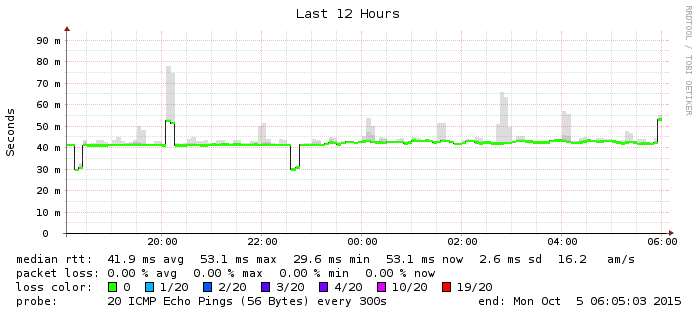 Last 12 Hours
RRDTOOL / TOBI OETIKER
Seconds
90 m
80 m
70 m
60 m
50 m
40 m
30 m
20 m
10 m
0
20:00 22:00 00:00 02:00 04:00 06:00
median rtt: 41.9 ms avg 53.1 ms max 29.6 ms min 53.1 ms now 2.6 ms sd 16.2 am/s
packet loss: 0.00 % avg 0.00 % max 0.00 % min 0.00 % now
loss color: 0 1/20 2/20 3/20 4/20 10/20 19/20
probe: 20 ICMP Echo Pings (56 Bytes) every 300s end: Mon Oct 5 06:05:03 2015